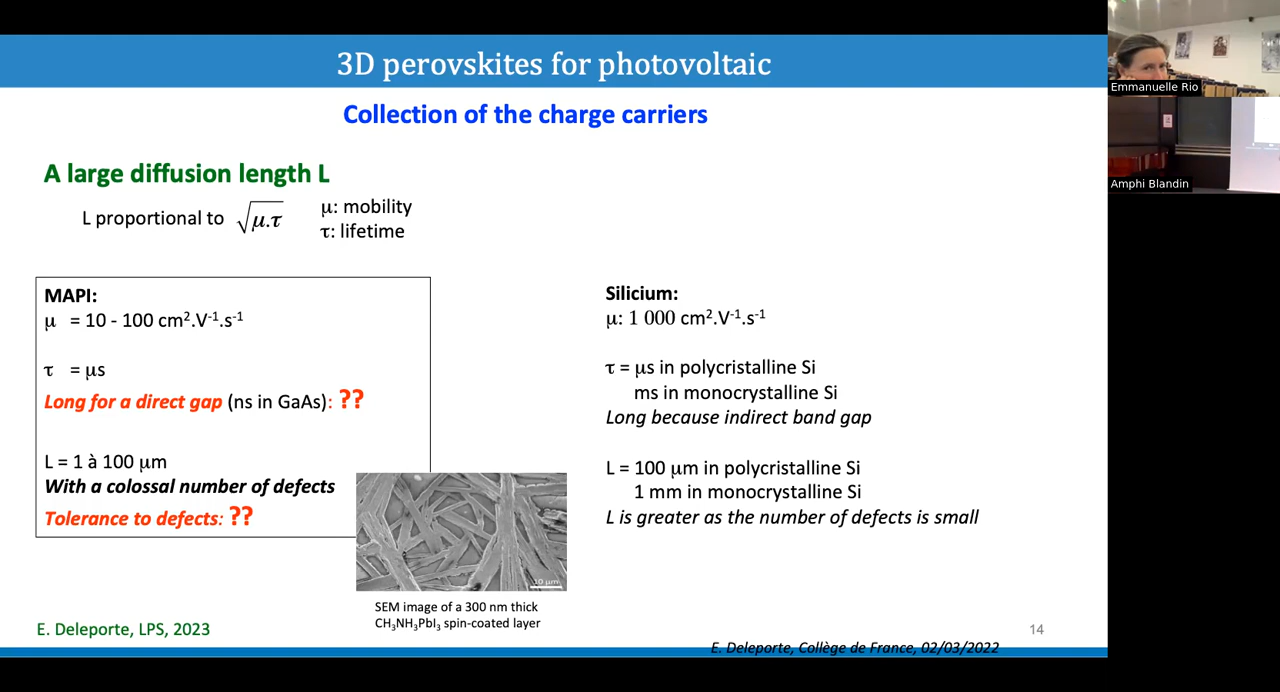 3D perovskites for photovoltaic
Collection of the charge carriers
A large diffusion length L
L proportional to √μ.τ
μ: mobility
τ: lifetime
MAPI:
μ = 10 - 100 cm².V⁻¹.s⁻¹
τ = μs
Long for a direct gap (ns in GaAs): ??
L = 1 à 100 μm
With a colossal number of defects
Tolerance to defects: ??
10 μm
SEM image of a 300 nm thick
CH₃NH₃PbI₃ spin-coated layer
Silicium:
μ: 1 000 cm².V⁻¹.s⁻¹
τ = μs in polycristalline Si
ms in monocrystalline Si
Long because indirect band gap
L = 100 μm in polycristalline Si
1 mm in monocrystalline Si
L is greater as the number of defects is small
E. Deleporte, LPS, 2023
14
E. Deleporte, Collège de France, 02/03/2022
Emmanuelle Rio
Amphi Blandin